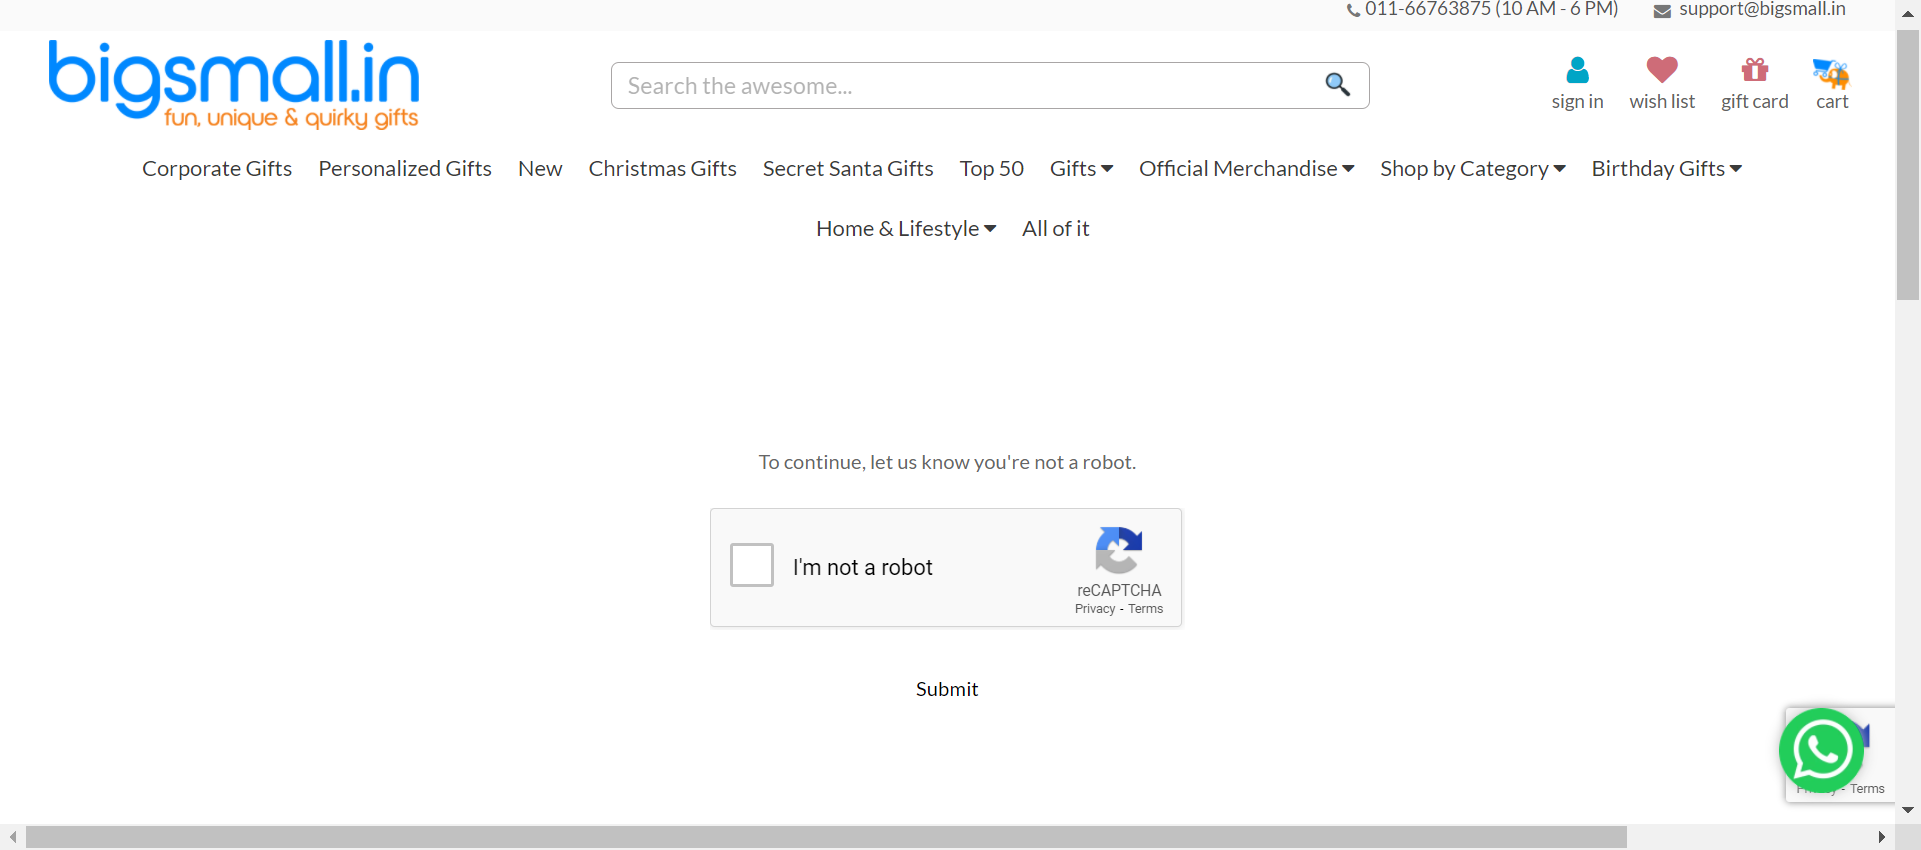 011-66763875 (10 AM - 6 PM) support@bigsmall.in
bigsmall.in
fun, unique & quirky gifts
Search the awesome...
sign in wish list gift card cart
Corporate Gifts Personalized Gifts New Christmas Gifts Secret Santa Gifts Top 50 Gifts Official Merchandise Shop by Category Birthday Gifts
Home & Lifestyle All of it
To continue, let us know you're not a robot.
I'm not a robot
reCAPTCHA
Privacy - Terms
Submit
- Terms